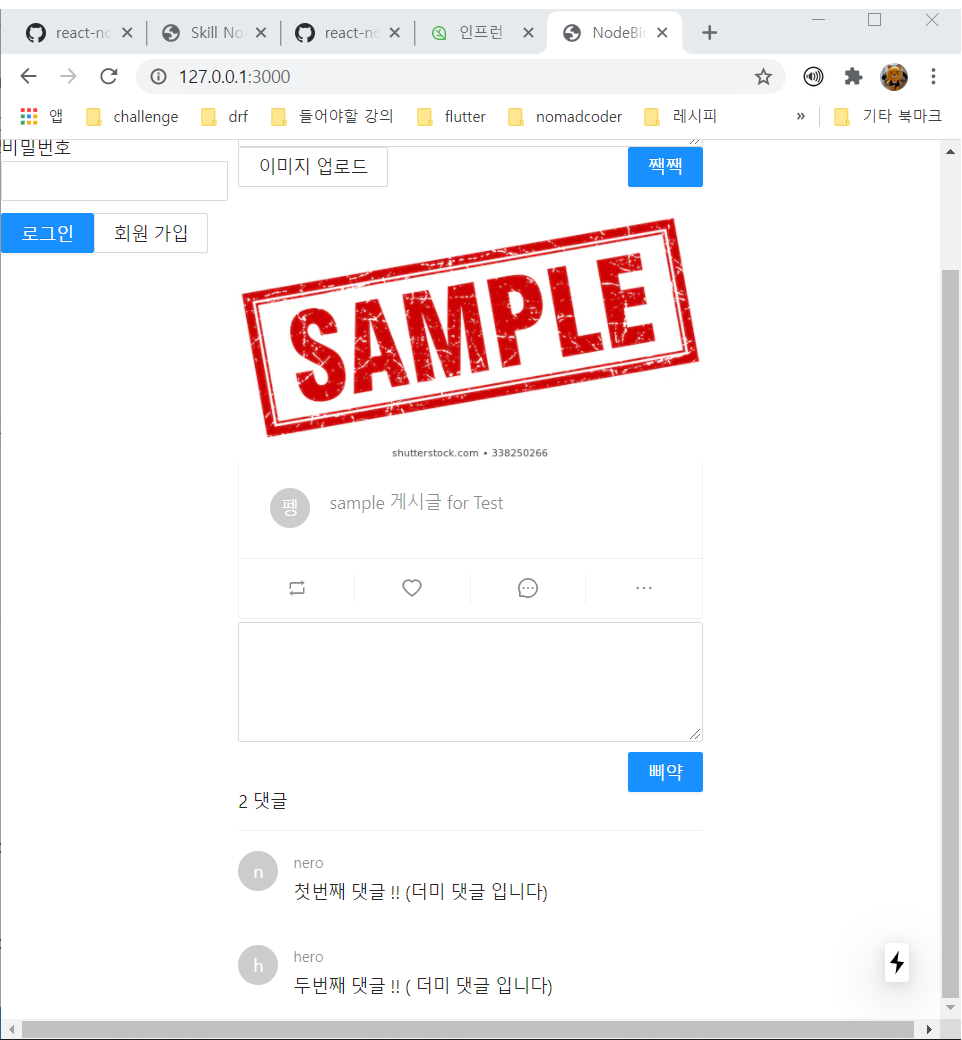 react-no
Skill No
react-no
인프런 -
NodeBir
127.0.0.1:3000
앱
challenge
drf
들어야할 강의
flutter
nomadcoder
레시피
»
기타 북마크
비밀번호
이미지 업로드
짹짹
로그인
회원 가입
SAMPLE
shutterstock.com • 338250266
펭
sample 게시글 for Test
삐약
2 댓글
n
nero
첫번째 댓글 !! (더미 댓글 입니다)
h
hero
두번째 댓글 !! ( 더미 댓글 입니다)